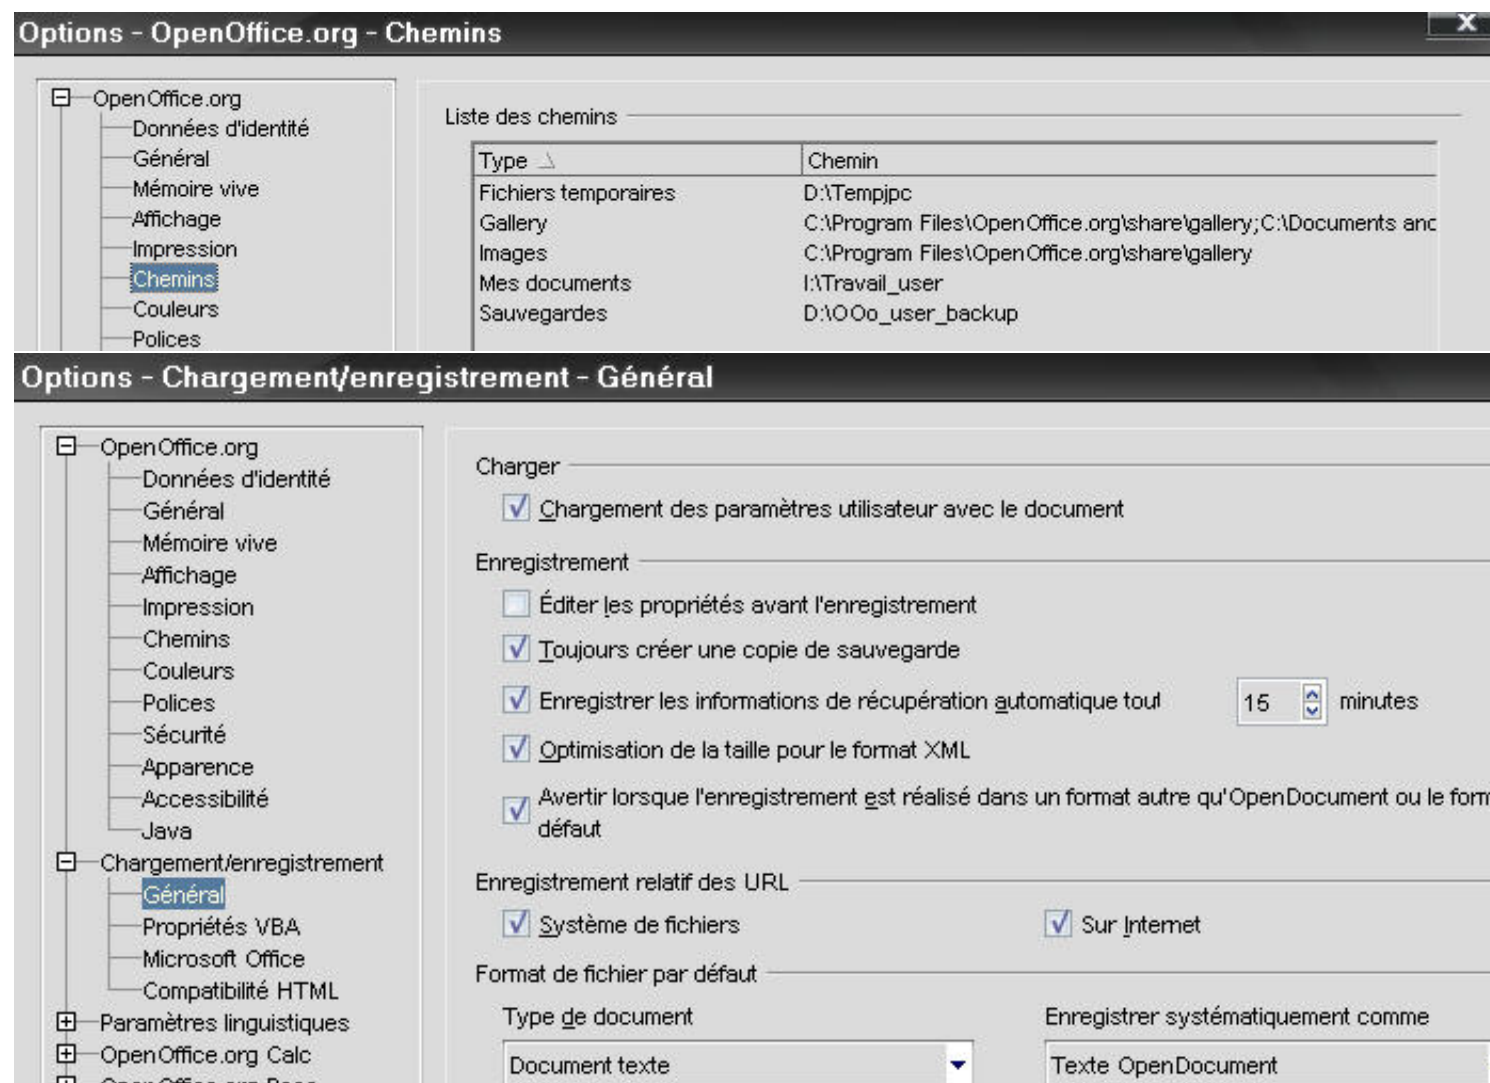 Options - OpenOffice.org - Chemins
X
OpenOffice.org
Données d'identité
Général
Mémoire vive
Affichage
Impression
Chemins
Couleurs
Polices
Liste des chemins
Type Chemin
Fichiers temporaires D:\Tempjpc
Gallery C:\Program Files\OpenOffice.org\share\gallery;C:\Documents and
Images C:\Program Files\OpenOffice.org\share\gallery
Mes documents I:\Travail_user
Sauvegardes D:\OOo_user_backup
Options - Chargement/enregistrement - Général
OpenOffice.org
Données d'identité
Général
Mémoire vive
Affichage
Impression
Chemins
Couleurs
Polices
Sécurité
Apparence
Accessibilité
Java
Chargement/enregistrement
Général
Propriétés VBA
Microsoft Office
Compatibilité HTML
Paramètres linguistiques
OpenOffice.org Calc
OpenOffice.org Base
Charger
Chargement des paramètres utilisateur avec le document
Enregistrement
Éditer les propriétés avant l'enregistrement
Toujours créer une copie de sauvegarde
Enregistrer les informations de récupération automatique tout 15 minutes
Optimisation de la taille pour le format XML
Avertir lorsque l'enregistrement est réalisé dans un format autre qu'OpenDocument ou le form
défaut
Enregistrement relatif des URL
Système de fichiers Sur Internet
Format de fichier par défaut
Type de document Enregistrer systématiquement comme
Document texte Texte OpenDocument